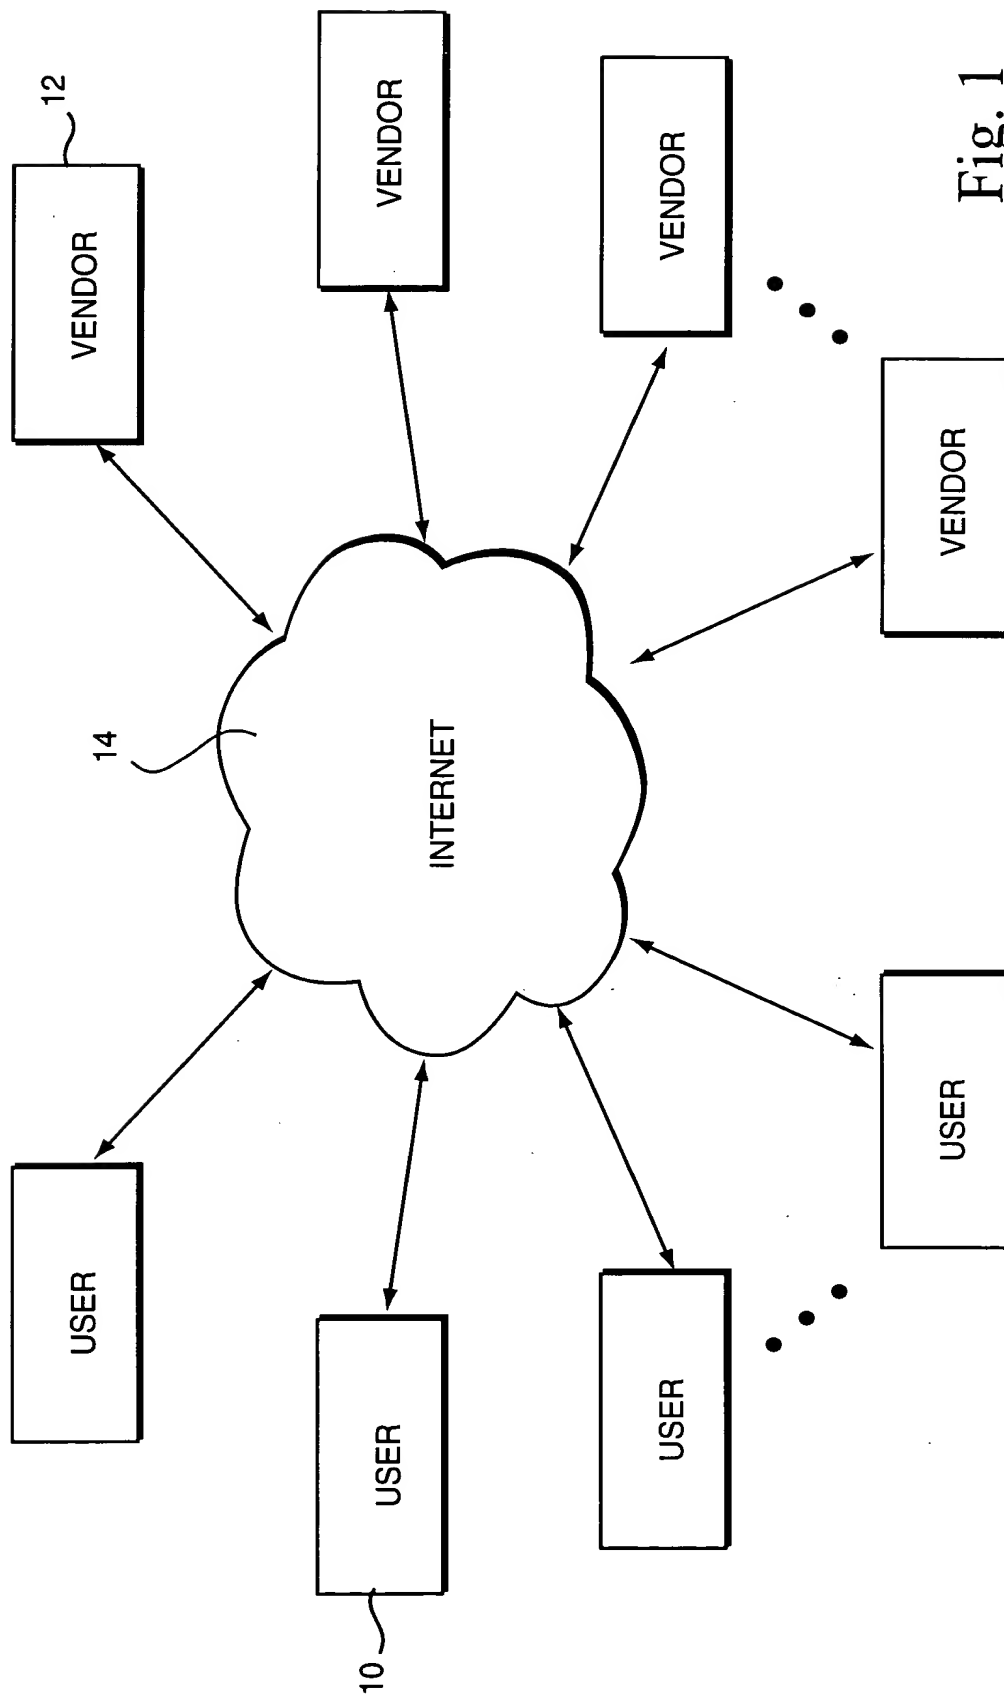 14
12
USER
VENDOR
USER
10
INTERNET
VENDOR
USER
VENDOR
USER
VENDOR
Fig. 1